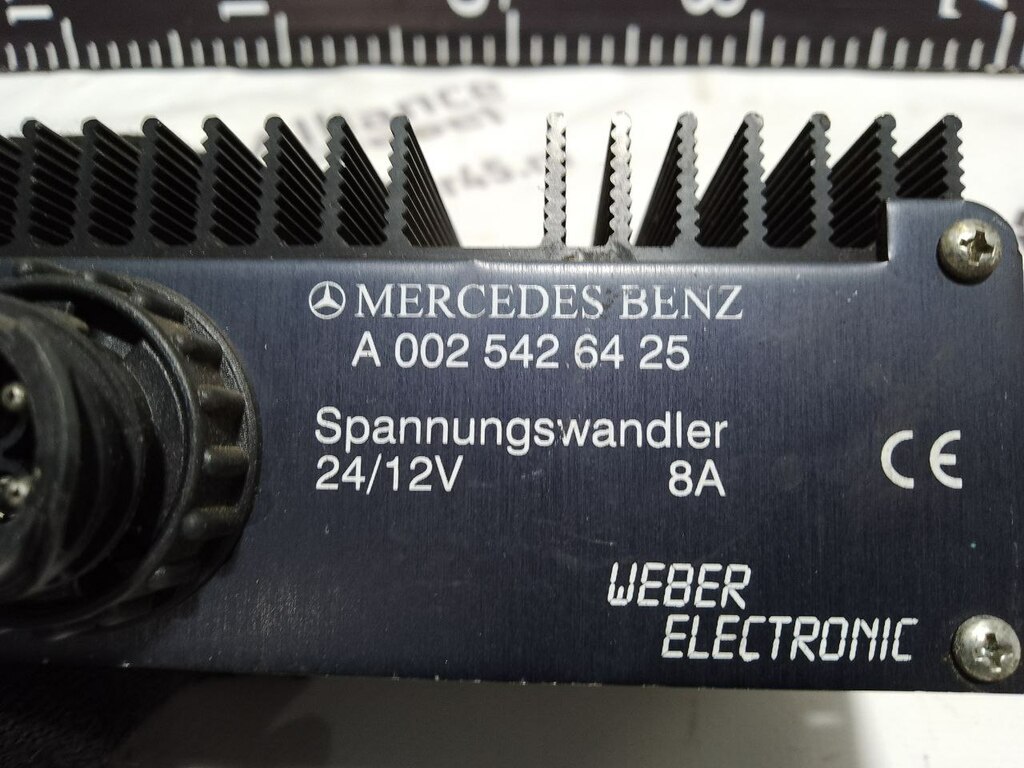 MERCEDES BENZ
A 002 542 64 25
Spannungswandler
24/12V 8A
CE
WEBER
ELECTRONIC